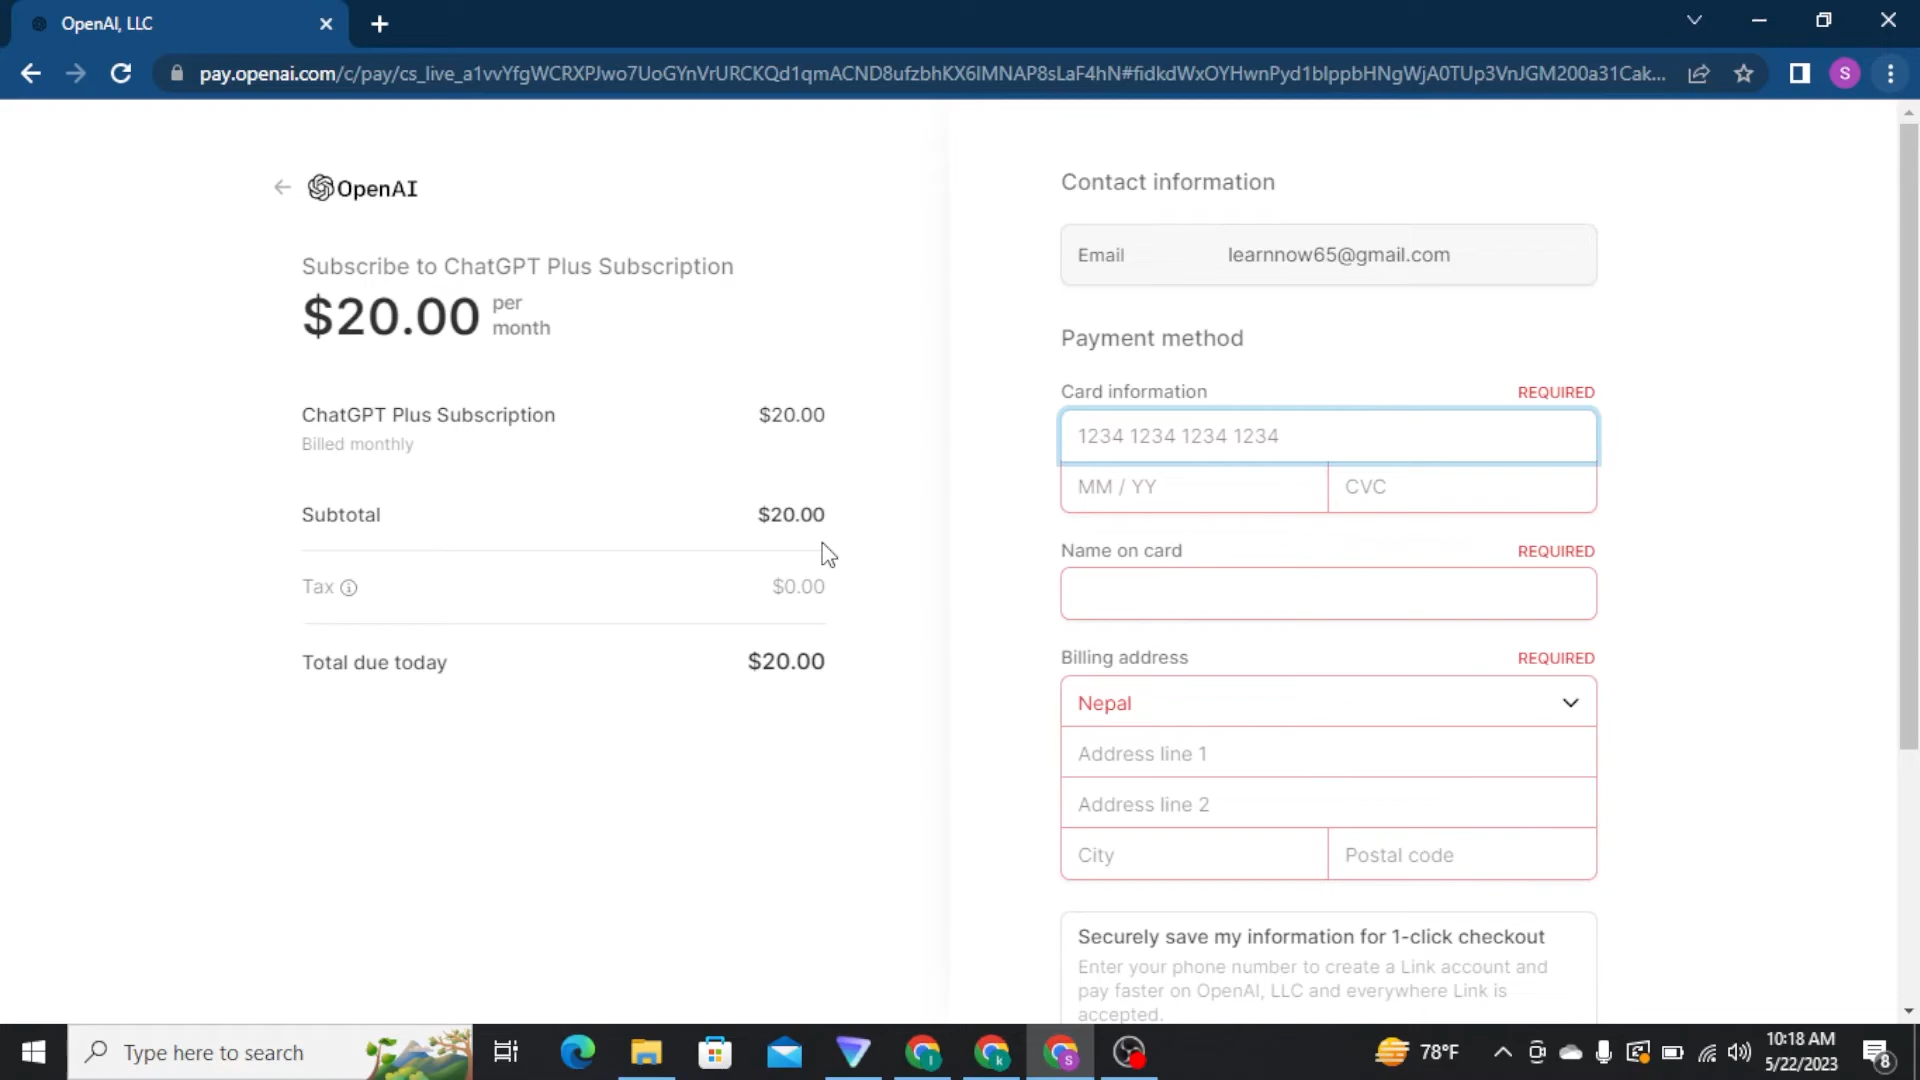 OpenAI, LLC
pay.openai.com/c/pay/cs_live_a1vvYfgWCRXPJwo7UoGYnVrURCKQd1qmACND8ufzbhKX6IMNAP8sLaF4hN#fidkdWxOYHwnPyd1blppbHNgWjA0TUp3VnJGM200a31Cak...
S
OpenAI
Subscribe to ChatGPT Plus Subscription
$20.00 per month
ChatGPT Plus Subscription $20.00
Billed monthly
Subtotal $20.00
Tax $0.00
Total due today $20.00
Contact information
Email learnnow65@gmail.com
Payment method
Card information REQUIRED
1234 1234 1234 1234
MM / YY CVC
Name on card REQUIRED
Billing address REQUIRED
Nepal
Address line 1
Address line 2
City Postal code
Securely save my information for 1-click checkout
Enter your phone number to create a Link account and
pay faster on OpenAI, LLC and everywhere Link is
accepted.
Type here to search
78°F
10:18 AM
5/22/2023
8